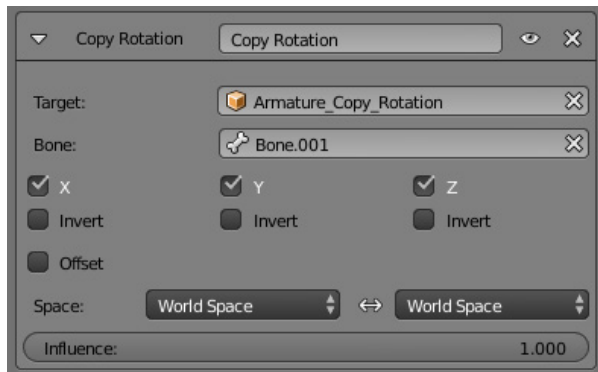 Copy Rotation Copy Rotation
Target: Armature_Copy_Rotation
Bone: Bone.001
X Y Z
Invert Invert Invert
Offset
Space: World Space World Space
Influence: 1.000